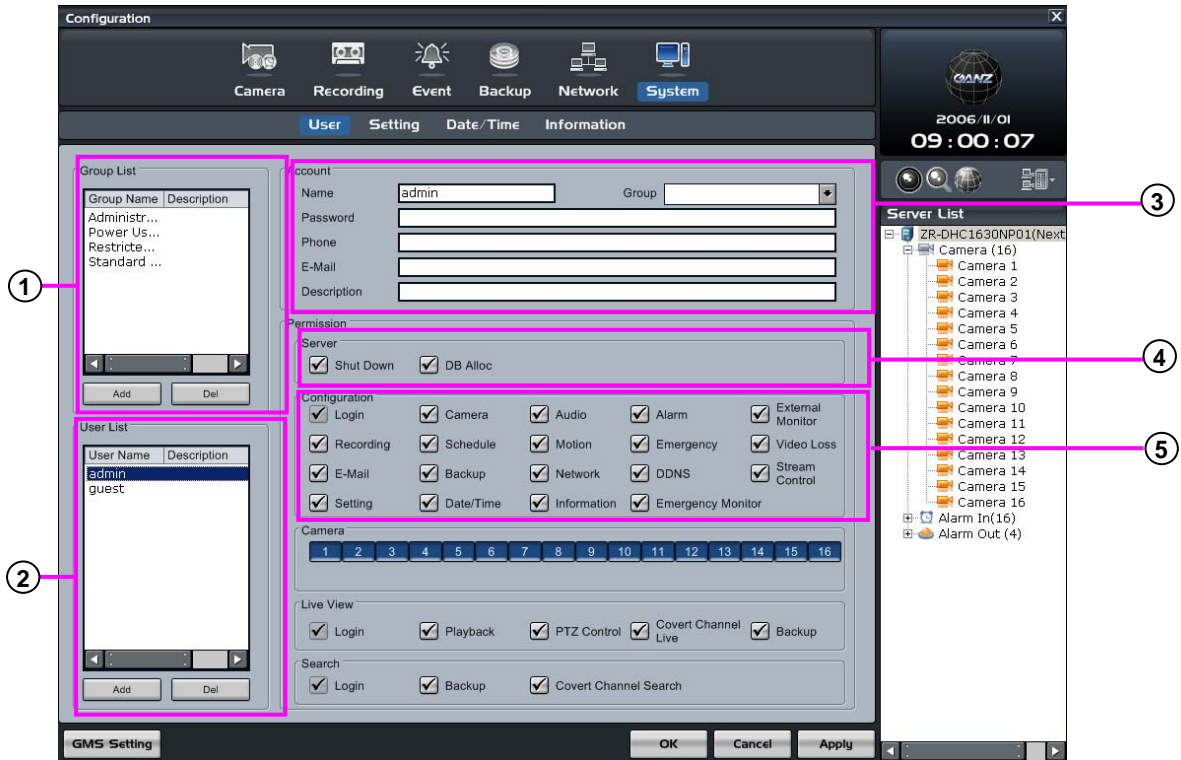 Configuration
X
Camera Recording Event Backup Network System
User Setting Date/Time Information
GANZ
2006/11/01
09:00:07
Group List
Group Name Description
Administr...
Power Us...
Restricte...
Standard ...
Add Del
1
User List
User Name Description
admin
guest
Add Del
2
Account
Name admin Group
Password
Phone
E-Mail
Description
3
Permission
Server
Shut Down DB Alloc
4
Configuration
Login Camera Audio Alarm External Monitor
Recording Schedule Motion Emergency Video Loss
E-Mail Backup Network DDNS Stream Control
Setting Date/Time Information Emergency Monitor
5
Camera
1 2 3 4 5 6 7 8 9 10 11 12 13 14 15 16
Live View
Login Playback PTZ Control Covert Channel Live Backup
Search
Login Backup Covert Channel Search
GMS Setting OK Cancel Apply
Server List
ZR-DHC1630NP01(Next
Camera (16)
Camera 1
Camera 2
Camera 3
Camera 4
Camera 5
Camera 6
Camera 7
Camera 8
Camera 9
Camera 10
Camera 11
Camera 12
Camera 13
Camera 14
Camera 15
Camera 16
Alarm In(16)
Alarm Out (4)